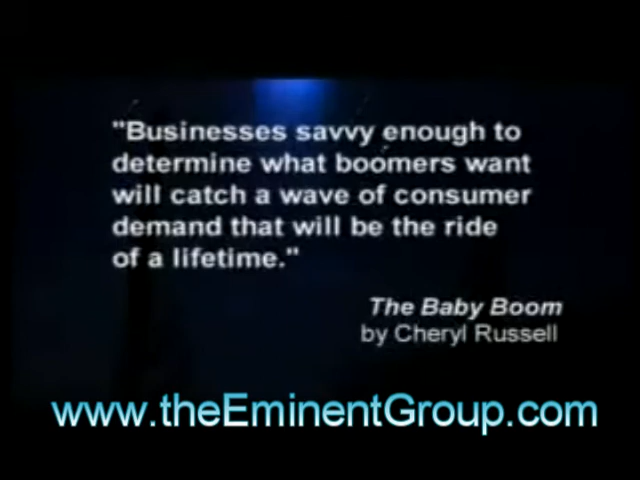 "Businesses savvy enough to
determine what boomers want
will catch a wave of consumer
demand that will be the ride
of a lifetime."
The Baby Boom
by Cheryl Russell
www.theEminentGroup.com